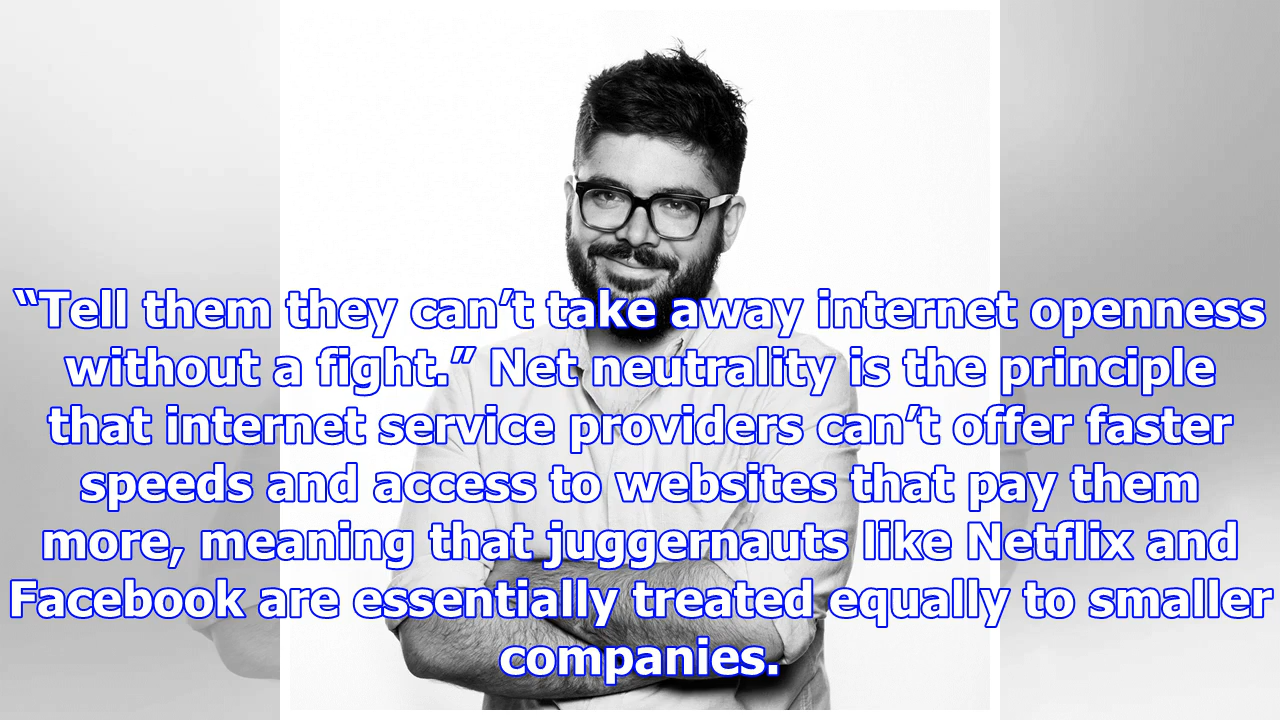 “Tell them they can’t take away internet openness
without a fight.” Net neutrality is the principle
that internet service providers can’t offer faster
speeds and access to websites that pay them
more, meaning that juggernauts like Netflix and
Facebook are essentially treated equally to smaller
companies.